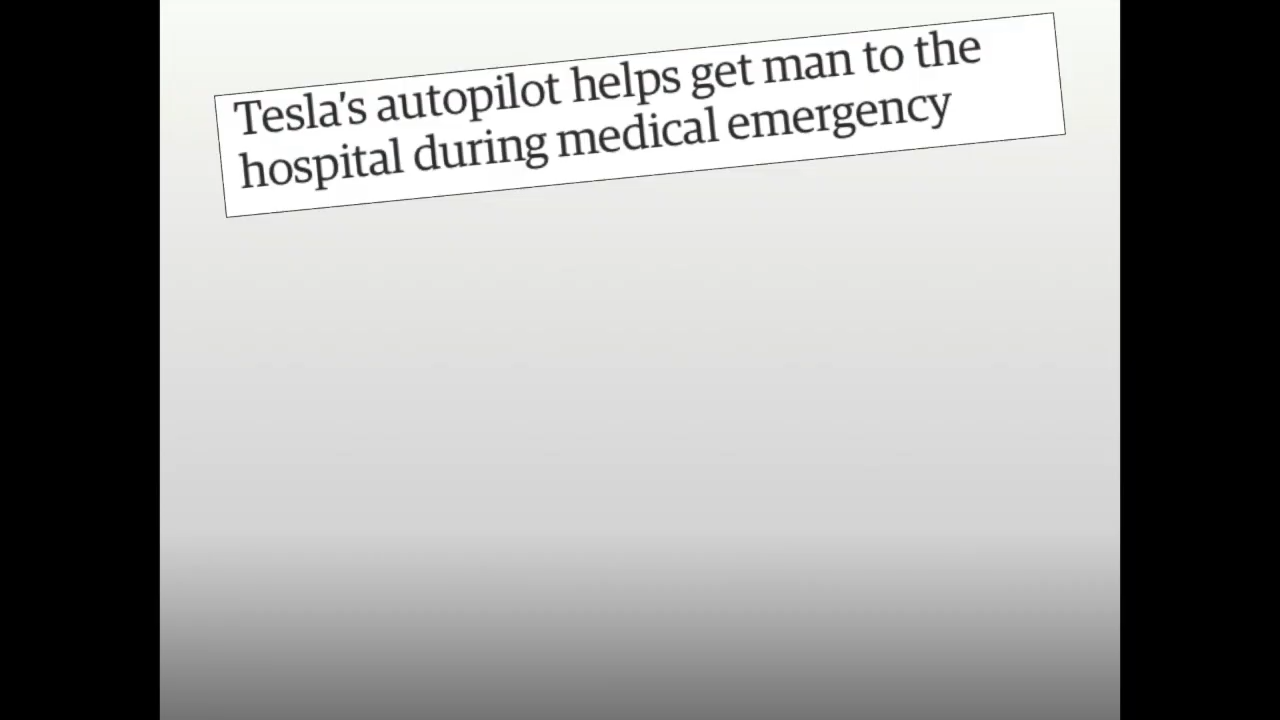 Tesla's autopilot helps get man to the
hospital during medical emergency